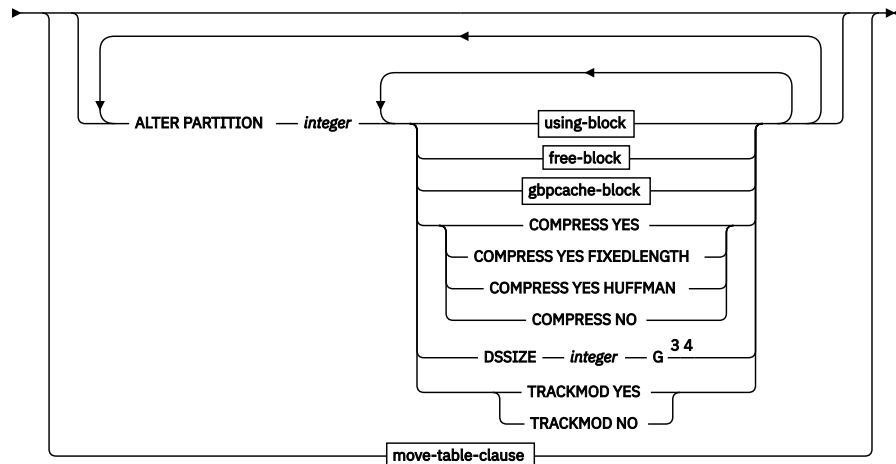 ALTER PARTITION integer using-block
free-block
gbpcache-block
COMPRESS YES
COMPRESS YES FIXEDLENGTH
COMPRESS YES HUFFMAN
COMPRESS NO
DSSIZE integer G 3 4
TRACKMOD YES
TRACKMOD NO
move-table-clause